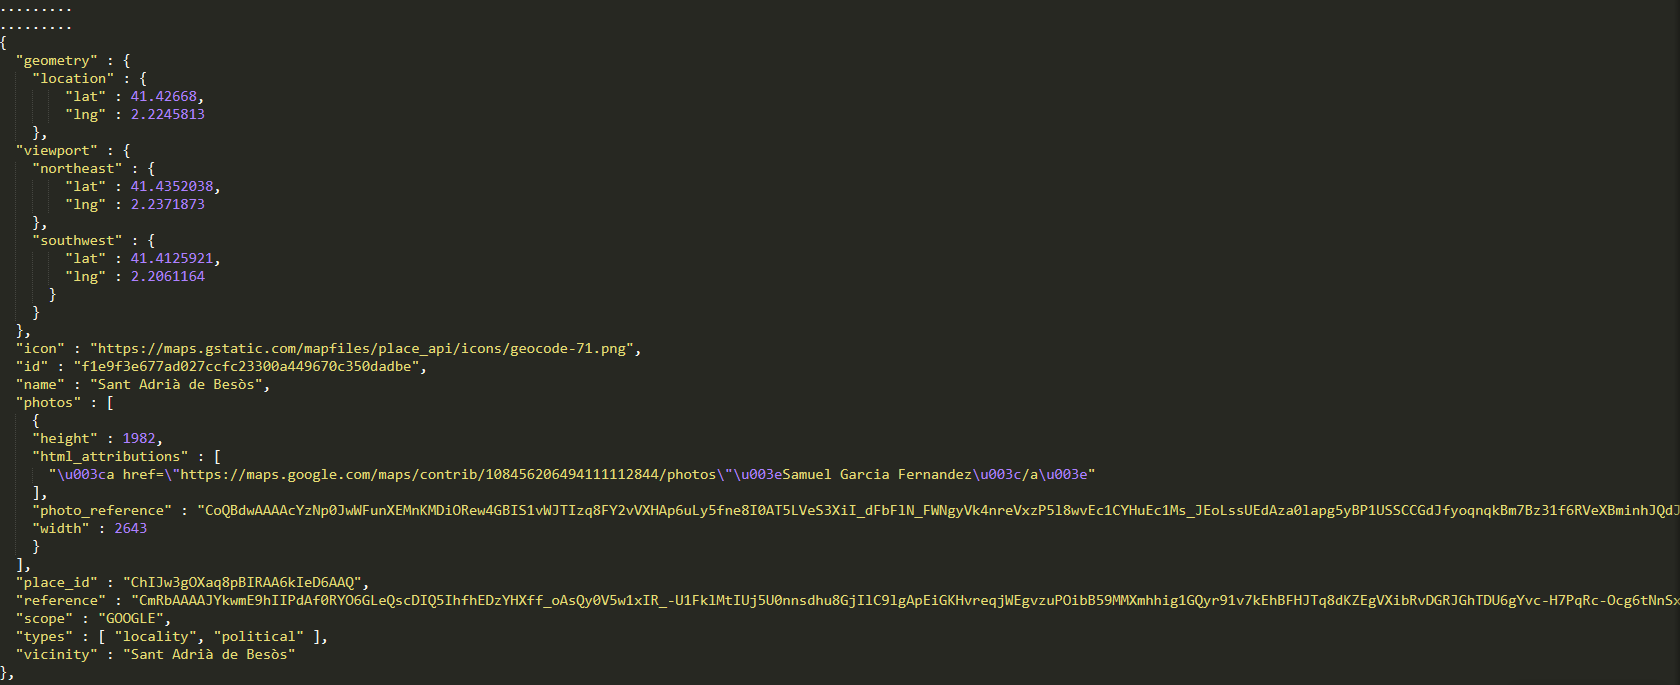 .........
.........
{
"geometry" : {
"location" : {
"lat" : 41.42668,
"lng" : 2.2245813
},
"viewport" : {
"northeast" : {
"lat" : 41.4352038,
"lng" : 2.2371873
},
"southwest" : {
"lat" : 41.4125921,
"lng" : 2.2061164
}
}
},
"icon" : "https://maps.gstatic.com/mapfiles/place_api/icons/geocode-71.png",
"id" : "f1e9f3e677ad027ccfc23300a449670c350dadbe",
"name" : "Sant Adrià de Besòs",
"photos" : [
{
"height" : 1982,
"html_attributions" : [
"\u003ca href=\"https://maps.google.com/maps/contrib/108456206494111112844/photos\"\u003eSamuel Garcia Fernandez\u003c/a\u003e"
],
"photo_reference" : "CoQBdwAAAAcYzNp0JwWFunXEMnKMDiORew4GBIS1vWJTIzq8FY2vVXHAp6uLy5fne8I0AT5LVeS3XiI_dFbFlN_FWNgyVk4nreVxzP5l8wvEc1CYHuEc1Ms_JEoLssUEdAza0lapg5yBP1USSCCGdJfyoqnqkBm7Bz31f6RVeXBminhJQdJ
"width" : 2643
}
],
"place_id" : "ChIJw3gOXaq8pBIRAA6kIeD6AAQ",
"reference" : "CmRbAAAAJYkwmE9hIIPdAf0RYO6GLeQscDIQ5IhfhEDzYHXff_oAsQy0V5w1xIR_-U1FklMtIUj5U0nnsdhu8GjIlC9lgApEiGKHvreqjWEgvzuPOibB59MMXmhhig1GQyr91v7kEhBFHJTq8dKZEgVXibRvDGRJGhTDU6gYvc-H7PqRc-Ocg6tNnSx
"scope" : "GOOGLE",
"types" : [ "locality", "political" ],
"vicinity" : "Sant Adrià de Besòs"
},